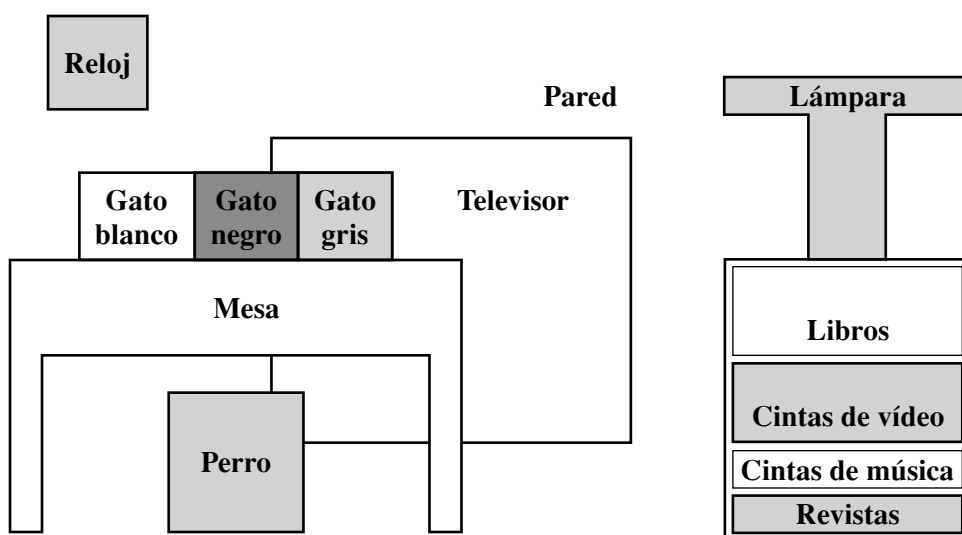 Reloj
Pared
Lámpara
Gato
blanco
Gato
negro
Gato
gris
Televisor
Mesa
Libros
Cintas de vídeo
Perro
Cintas de música
Revistas